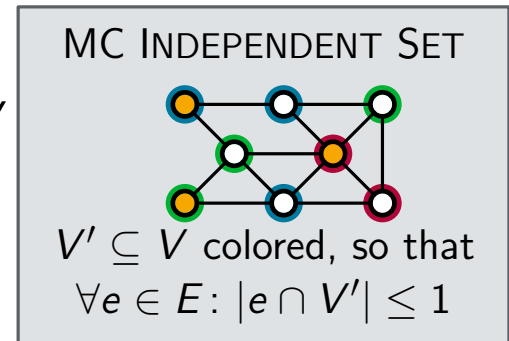 MC INDEPENDENT SET
V′ ⊆ V colored, so that
∀e ∈ E: |e ∩ V′| ≤ 1